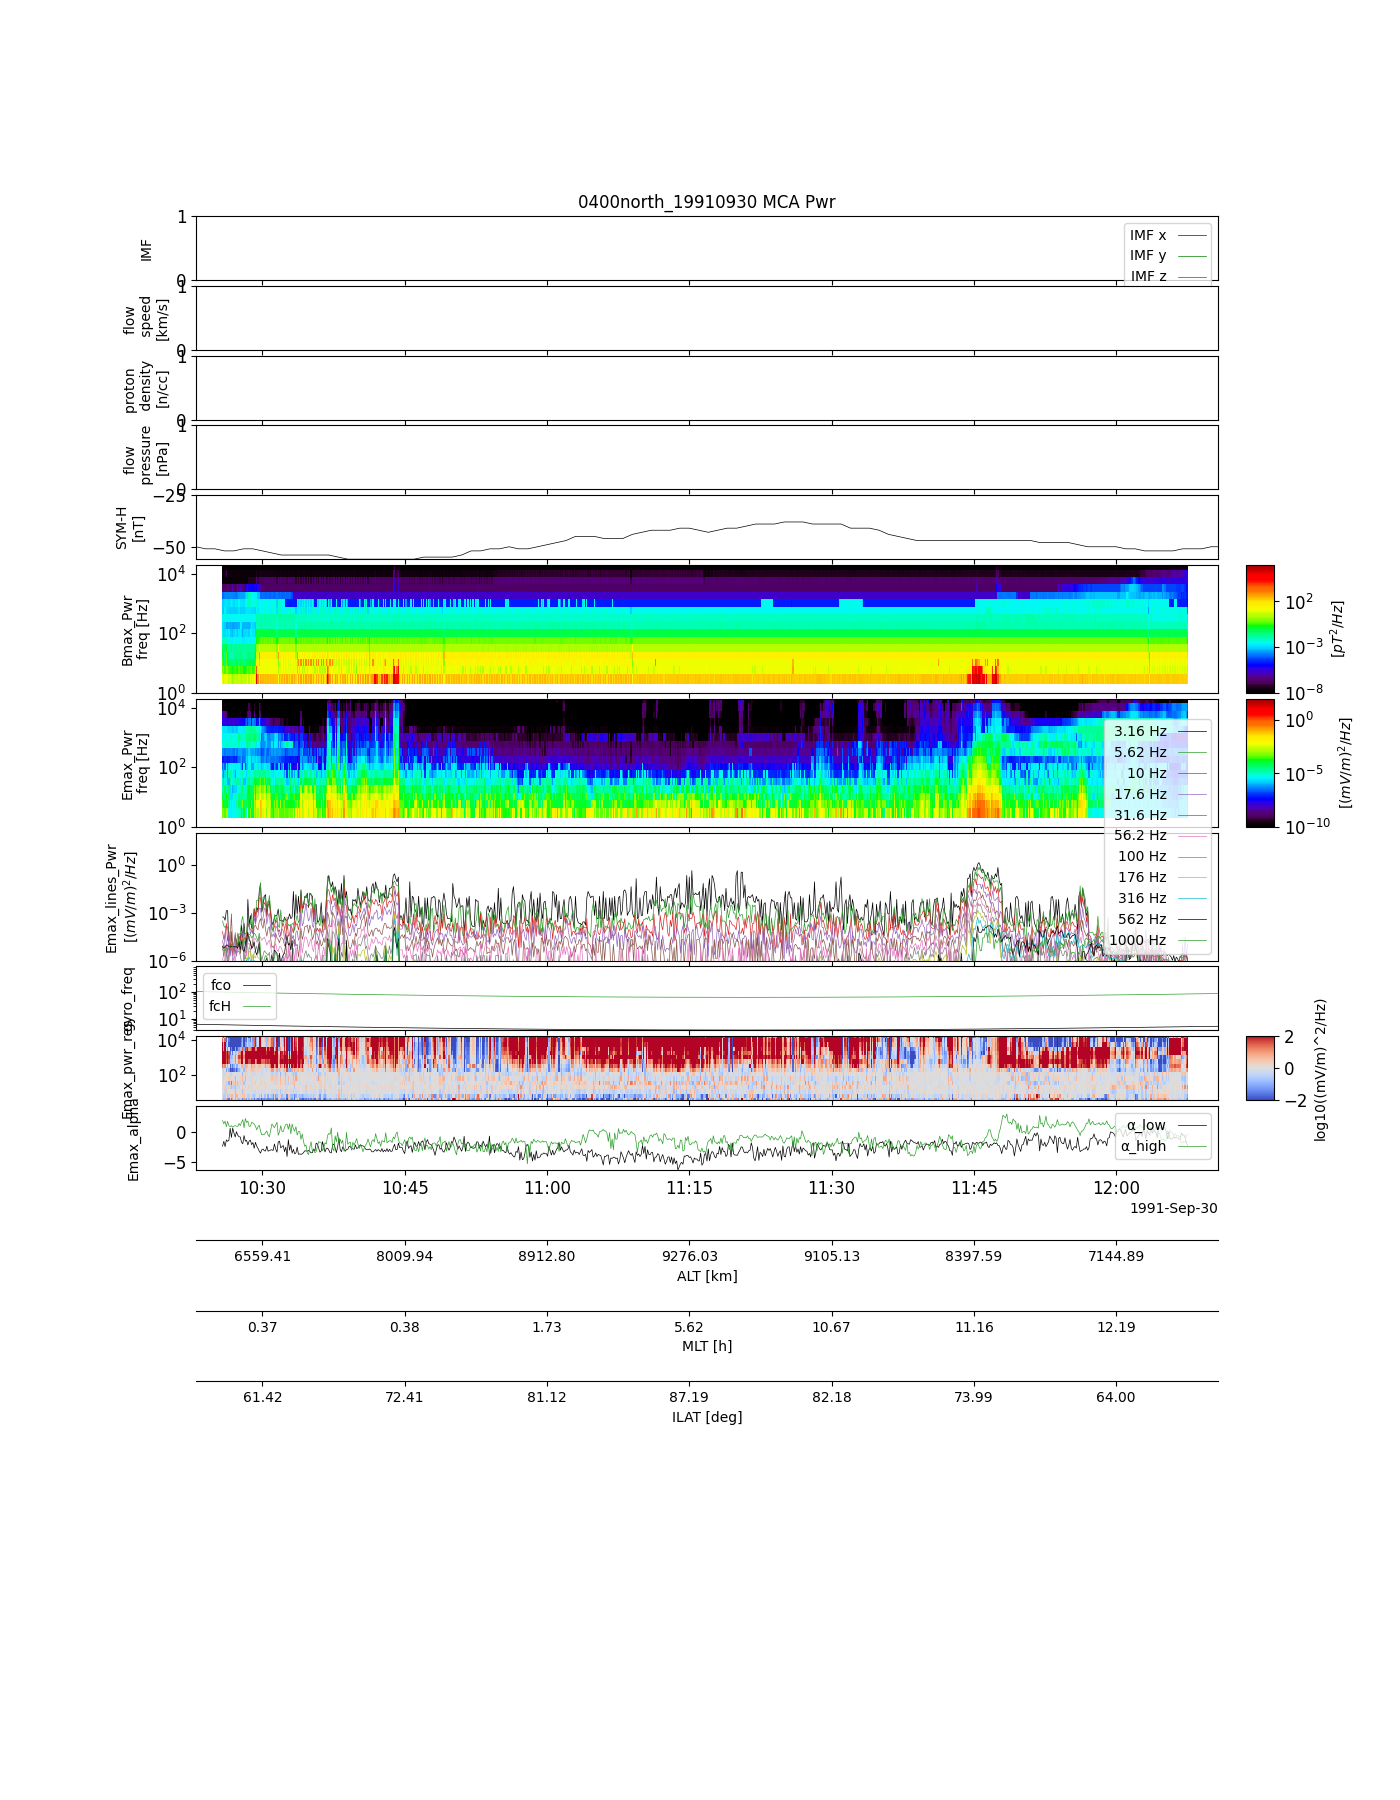 0400north_19910930 MCA Pwr
1
0
IMF
IMF x
IMF y
IMF z
1
0
flow
speed
[km/s]
1
0
proton
density
[n/cc]
1
0
flow
pressure
[nPa]
−25
−50
SYM-H
[nT]
10^4
10^2
10^0
Bmax_Pwr
freq [Hz]
10^2
10^−3
10^−8
[pT^2/Hz]
10^4
10^2
10^0
Emax_Pwr
freq [Hz]
10^0
10^−5
10^−10
[(mV/m)^2/Hz]
3.16 Hz
5.62 Hz
10 Hz
17.6 Hz
31.6 Hz
56.2 Hz
100 Hz
176 Hz
316 Hz
562 Hz
1000 Hz
10^0
10^−3
10^−6
Emax_lines_Pwr
[(mV/m)^2/Hz]
fco
fcH
10^2
10^1
gyro_freq
10^4
10^2
Emax_pwr_reg
2
0
−2
log10((mV/m)^2/Hz)
0
−5
Emax_alpha
α_low
α_high
10:30 10:45 11:00 11:15 11:30 11:45 12:00
1991-Sep-30
6559.41 8009.94 8912.80 9276.03 9105.13 8397.59 7144.89
ALT [km]
0.37 0.38 1.73 5.62 10.67 11.16 12.19
MLT [h]
61.42 72.41 81.12 87.19 82.18 73.99 64.00
ILAT [deg]